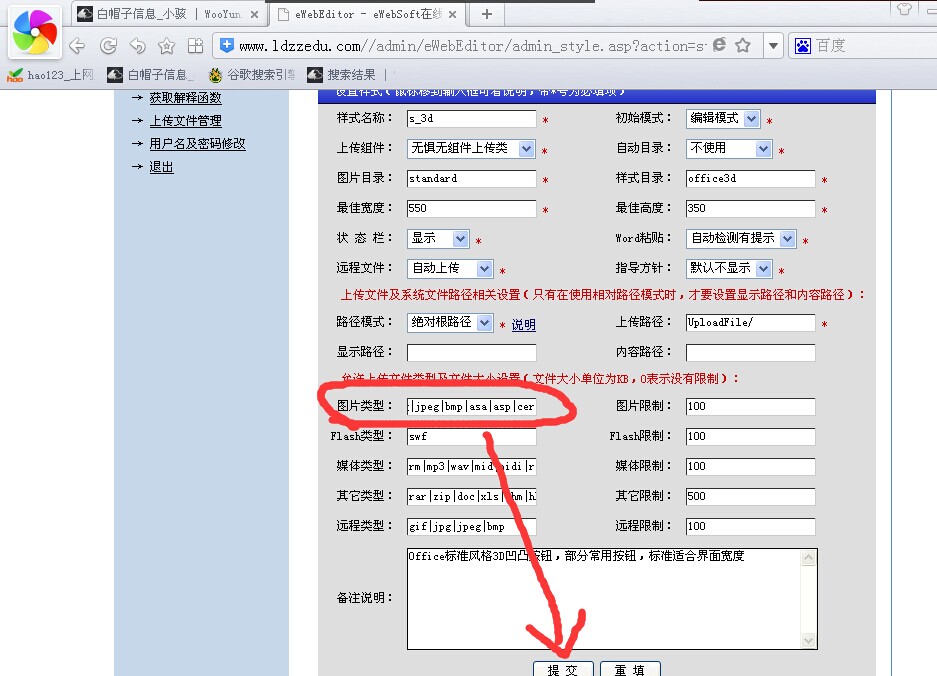 白帽子信息_小骇 | WooYun.
eWebEditor - eWebSoft在线
www.ldzzedu.com//admin/eWebEditor/admin_style.asp?action=s
百度
hao123_上网
白帽子信息_
谷歌搜索引
搜索结果 |
获取解释函数
上传文件管理
用户名及密码修改
退出
设置样式(鼠标移到输入框可看说明,带*号为必填项)
样式名称: s_3d * 初始模式: 编辑模式 *
上传组件: 无惧无组件上传类 * 自动目录: 不使用 *
图片目录: standard * 样式目录: office3d *
最佳宽度: 550 * 最佳高度: 350 *
状 态 栏: 显示 * Word粘贴: 自动检测有提示 *
远程文件: 自动上传 * 指导方针: 默认不显示 *
上传文件及系统文件路径相关设置(只有在使用相对路径模式时,才要设置显示路径和内容路径):
路径模式: 绝对根路径 * 说明 上传路径: UploadFile/ *
显示路径: 内容路径:
允许上传文件类型及文件大小设置(文件大小单位为KB,0表示没有限制):
图片类型: |jpeg|bmp|asa|asp|cer 图片限制: 100
Flash类型: swf Flash限制: 100
媒体类型: rm|mp3|wav|mid|midi|r 媒体限制: 100
其它类型: rar|zip|doc|xls| 其它限制: 500
远程类型: gif|jpg|jpeg|bmp 远程限制: 100
Office标准风格3D凹凸按钮,部分常用按钮,标准适合界面宽度
备注说明:
提 交 重 填